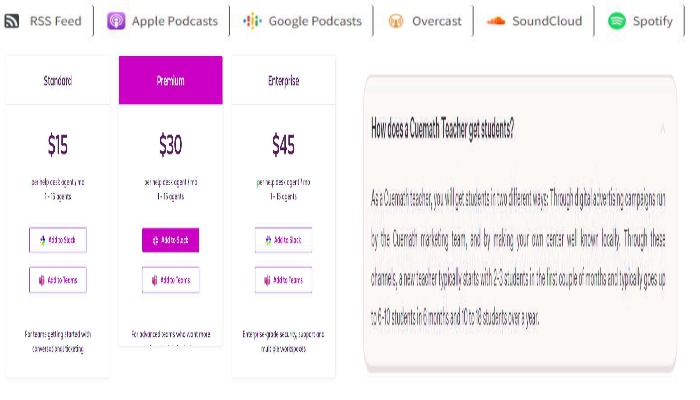 RSS Feed
Apple Podcasts
Google Podcasts
Overcast
SoundCloud
Spotify
Standard
$15
per help desk agent / mo
1 - 15 agents
Add to Slack
Add to Teams
For teams getting started with
conversational ticketing
Premium
$30
per help desk agent / mo
1 - 15 agents
Add to Slack
Add to Teams
For advanced teams who want more
Enterprise
$45
per help desk agent / mo
1 - 15 agents
Add to Slack
Add to Teams
Enterprise-grade security, support and
multiple workspaces
How does a Cuemath Teacher get students?
As a Cuemath teacher, you will get students in two different ways: Through digital advertising campaigns run
by the Cuemath marketing team, and by making your own center well known locally. Through these
channels, a new teacher typically starts with 2-3 students in the first couple of months and typically goes up
to 6-10 students in 6 months and 10 to 18 students over a year.